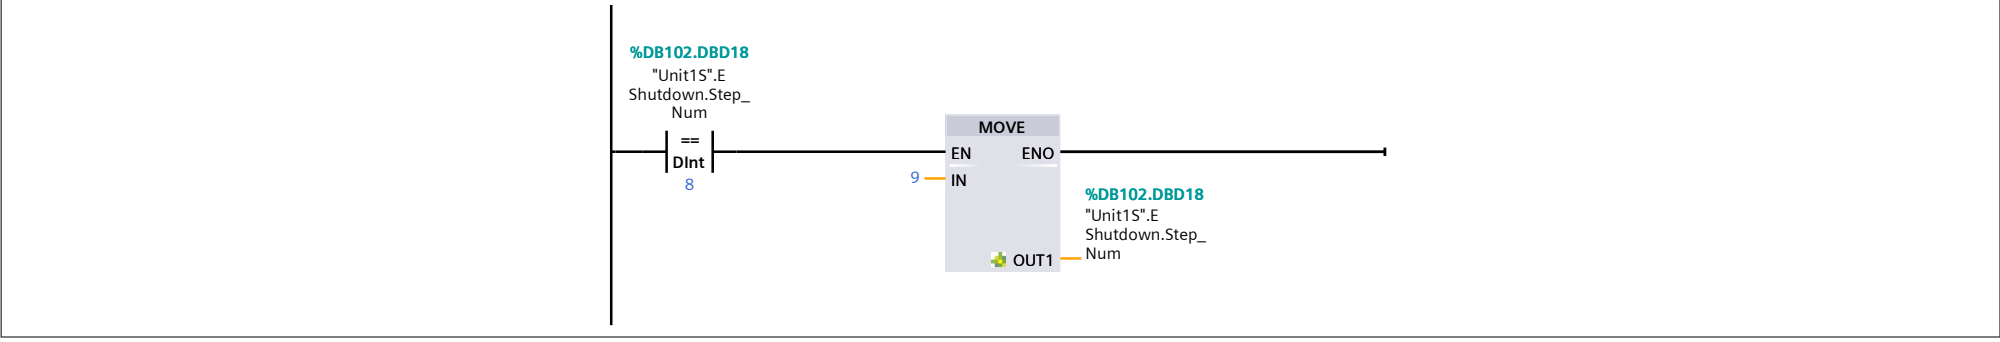 %DB102.DBD18
"Unit1S".E
Shutdown.Step_
Num
==
DInt
8
MOVE
EN ENO
9 IN
%DB102.DBD18
"Unit1S".E
Shutdown.Step_
Num
OUT1